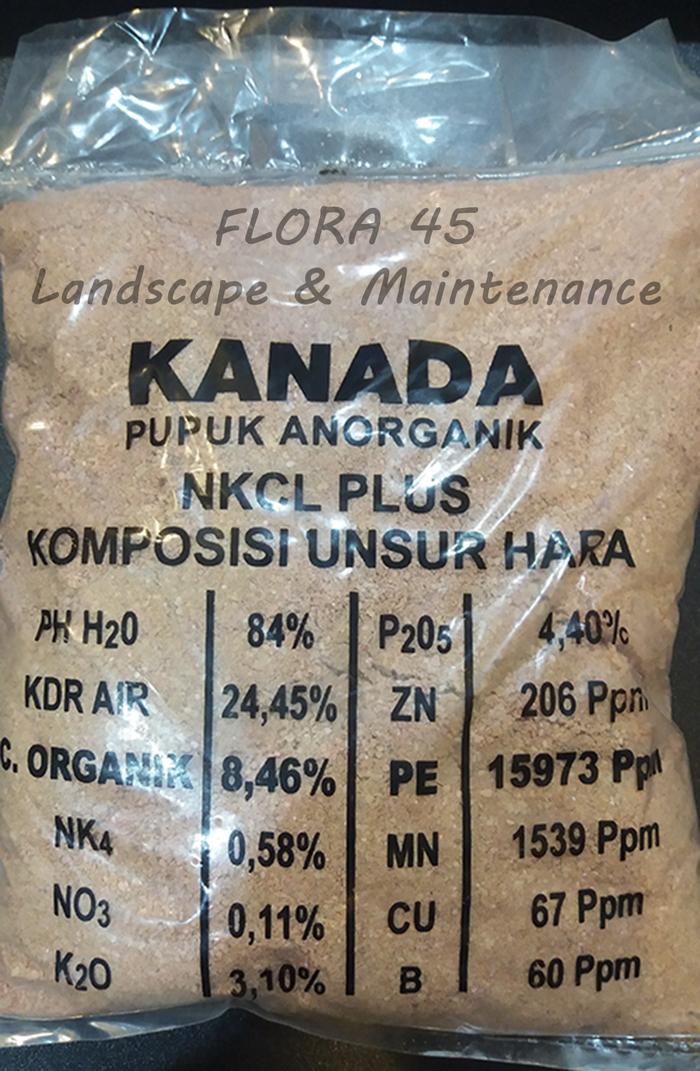 FLORA 45
Landscape & Maintenance
KANADA
PUPUK ANORGANIK
NKCL PLUS
KOMPOSISI UNSUR HARA
PH H20 84% P205 4,40%
KDR AIR 24,45% ZN 206 Ppm
C. ORGANIK 8,46% PE 15973 Ppm
NK4 0,58% MN 1539 Ppm
NO3 0,11% CU 67 Ppm
K2O 3,10% B 60 Ppm